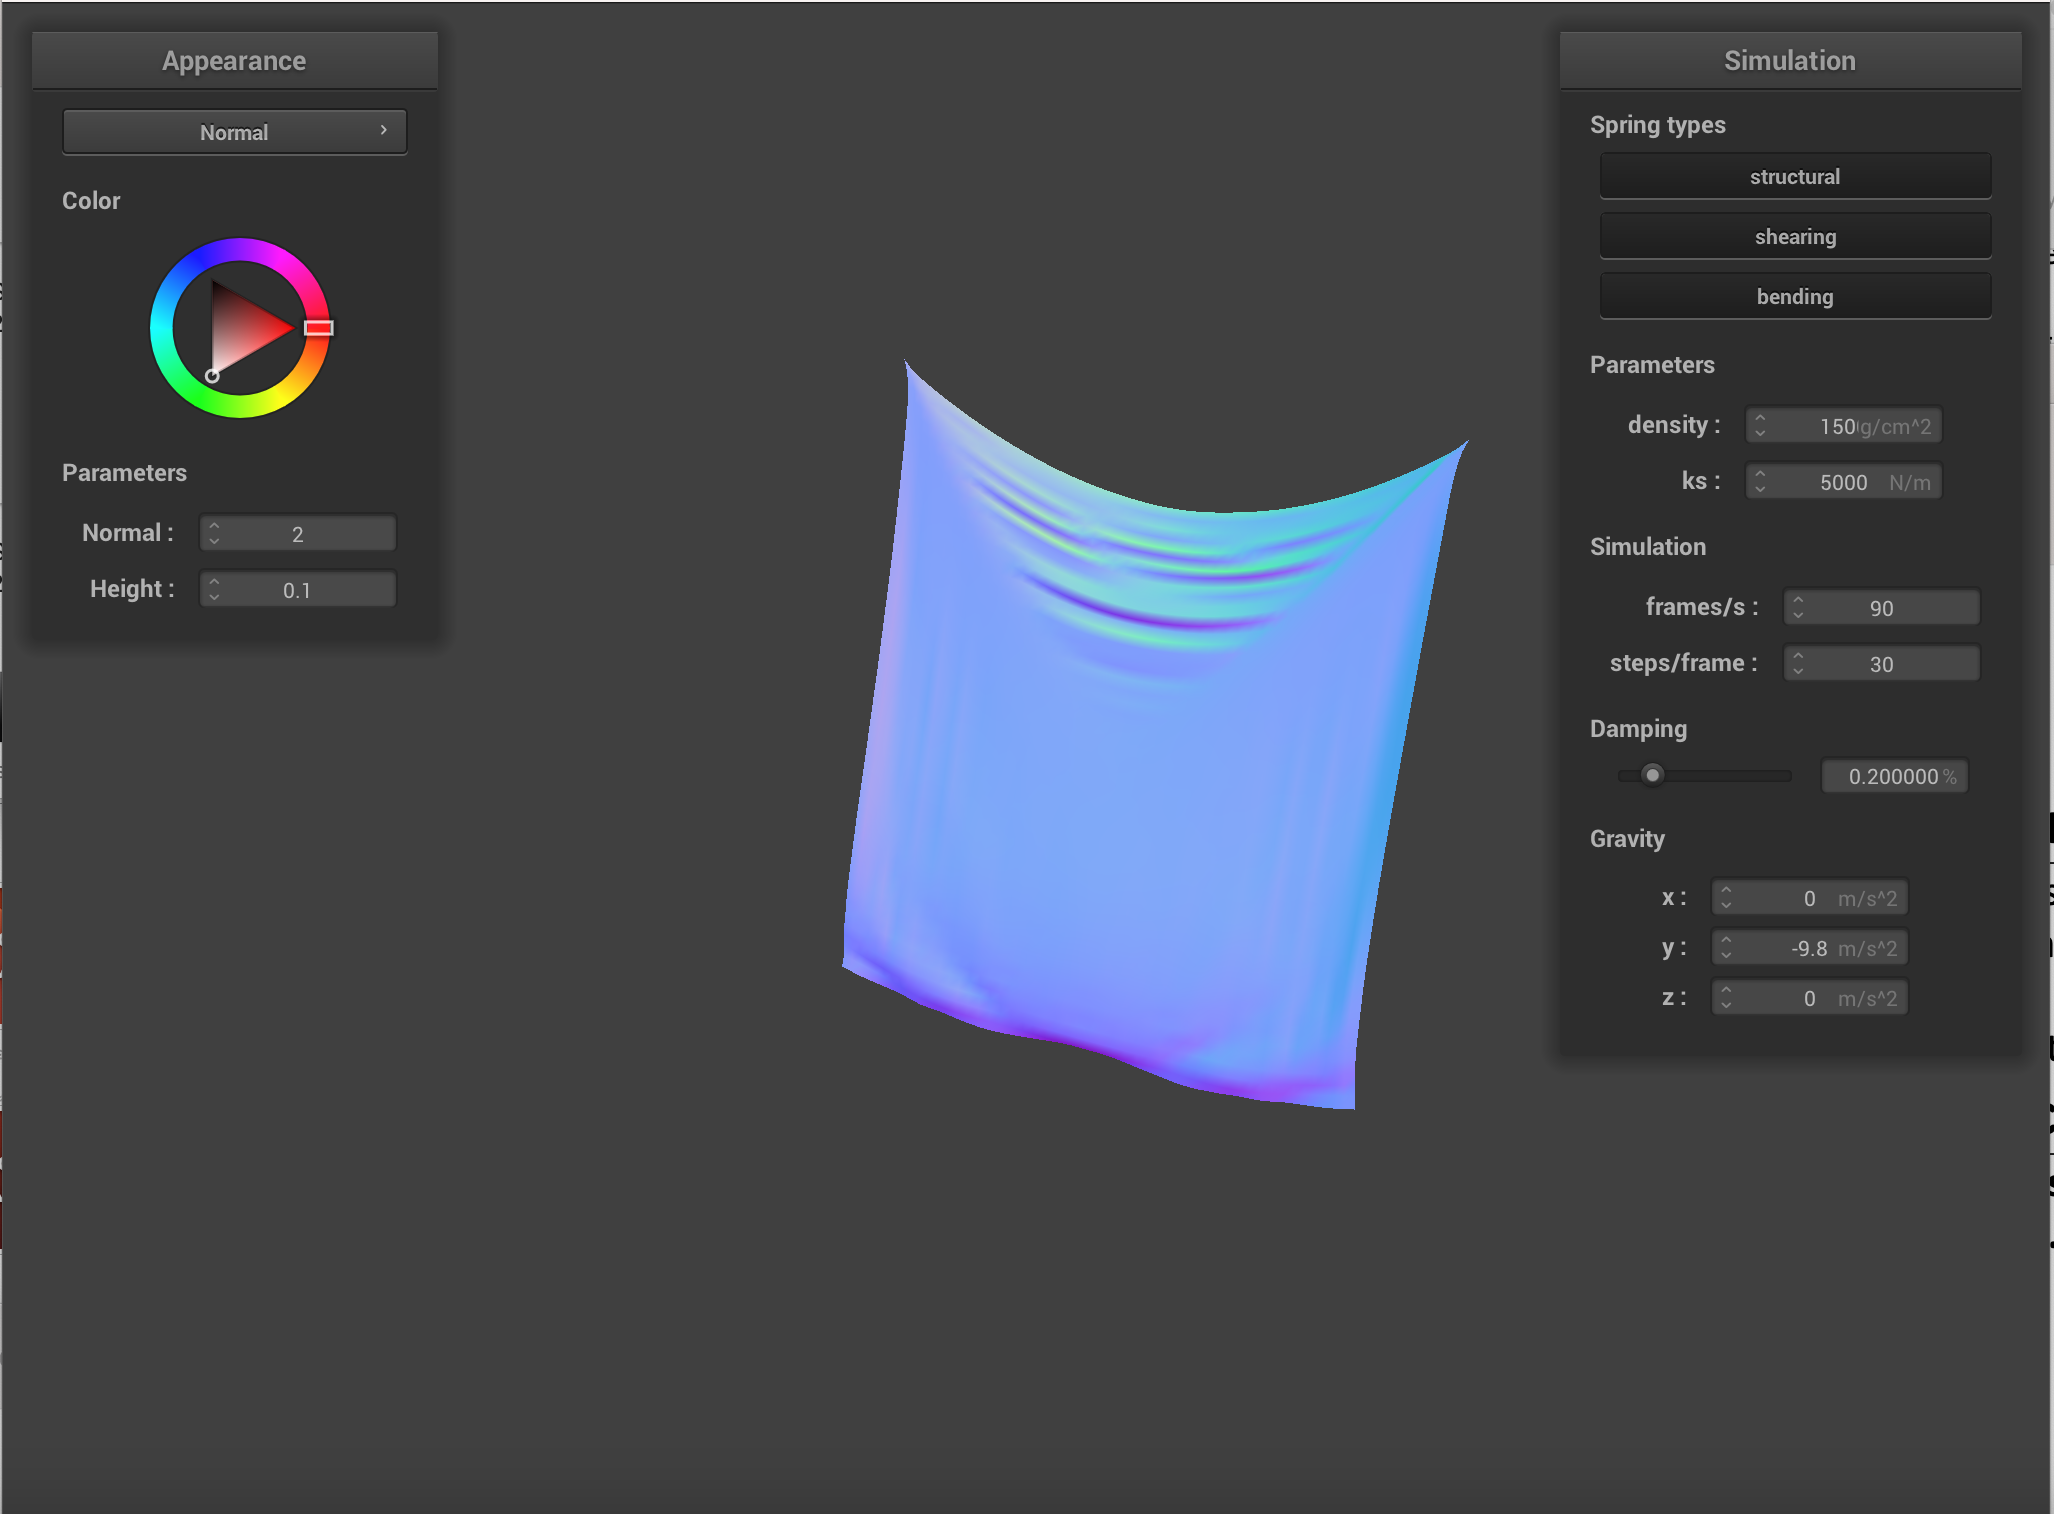 Appearance
Normal
Color
Parameters
Normal : 2
Height : 0.1
Simulation
Spring types
structural
shearing
bending
Parameters
density : 150 g/cm^2
ks : 5000 N/m
Simulation
frames/s : 90
steps/frame : 30
Damping
0.200000 %
Gravity
x : 0 m/s^2
y : -9.8 m/s^2
z : 0 m/s^2